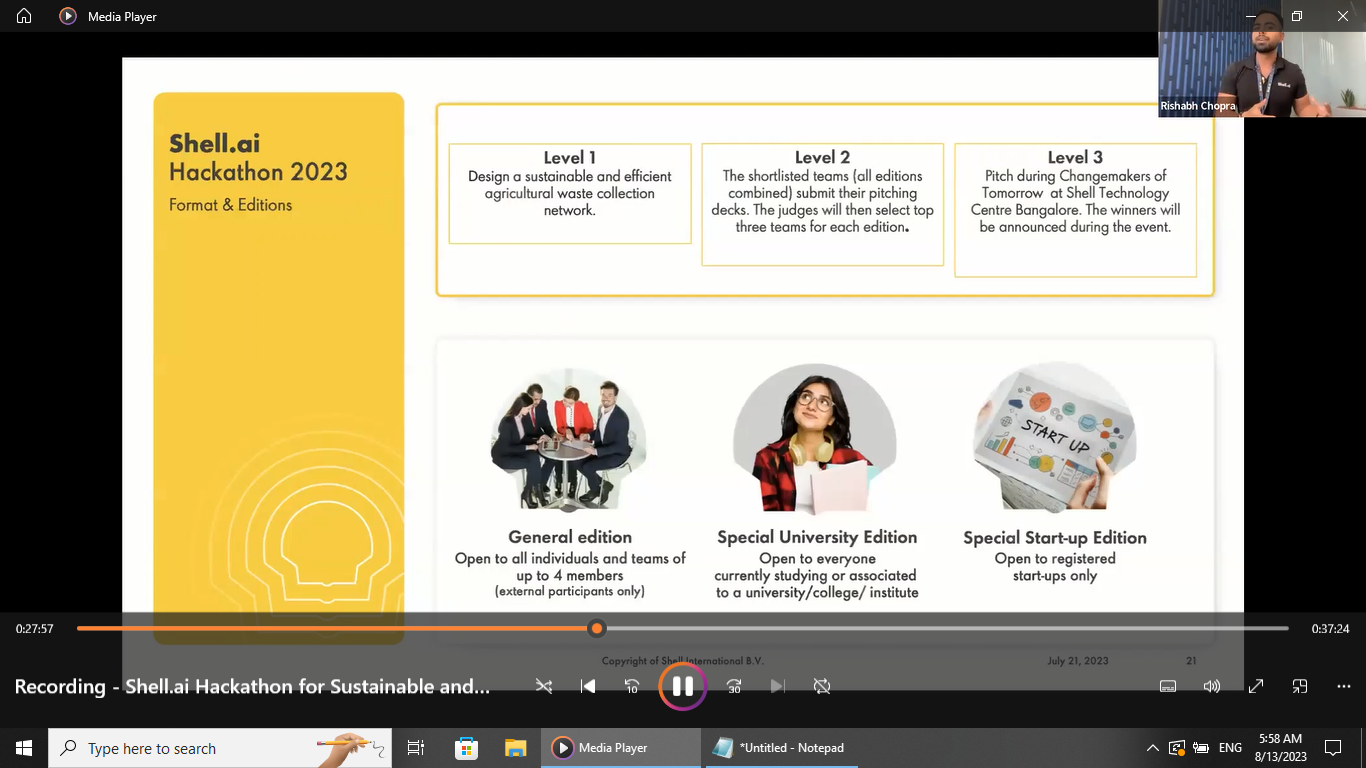 Media Player
Rishabh Chopra
Shell.ai
Hackathon 2023
Format & Editions
Level 1
Design a sustainable and efficient
agricultural waste collection
network.
Level 2
The shortlisted teams (all editions
combined) submit their pitching
decks. The judges will then select top
three teams for each edition.
Level 3
Pitch during Changemakers of
Tomorrow at Shell Technology
Centre Bangalore. The winners will
be announced during the event.
START UP
General edition
Open to all individuals and teams of
up to 4 members
(external participants only)
Special University Edition
Open to everyone
currently studying or associated
to a university/college/ institute
Special Start-up Edition
Open to registered
start-ups only
0:27:57
0:37:24
Copyright of Shell International B.V.
July 21, 2023
21
Recording - Shell.ai Hackathon for Sustainable and...
10
30
Type here to search
Media Player
*Untitled - Notepad
ENG
5:58 AM
8/13/2023